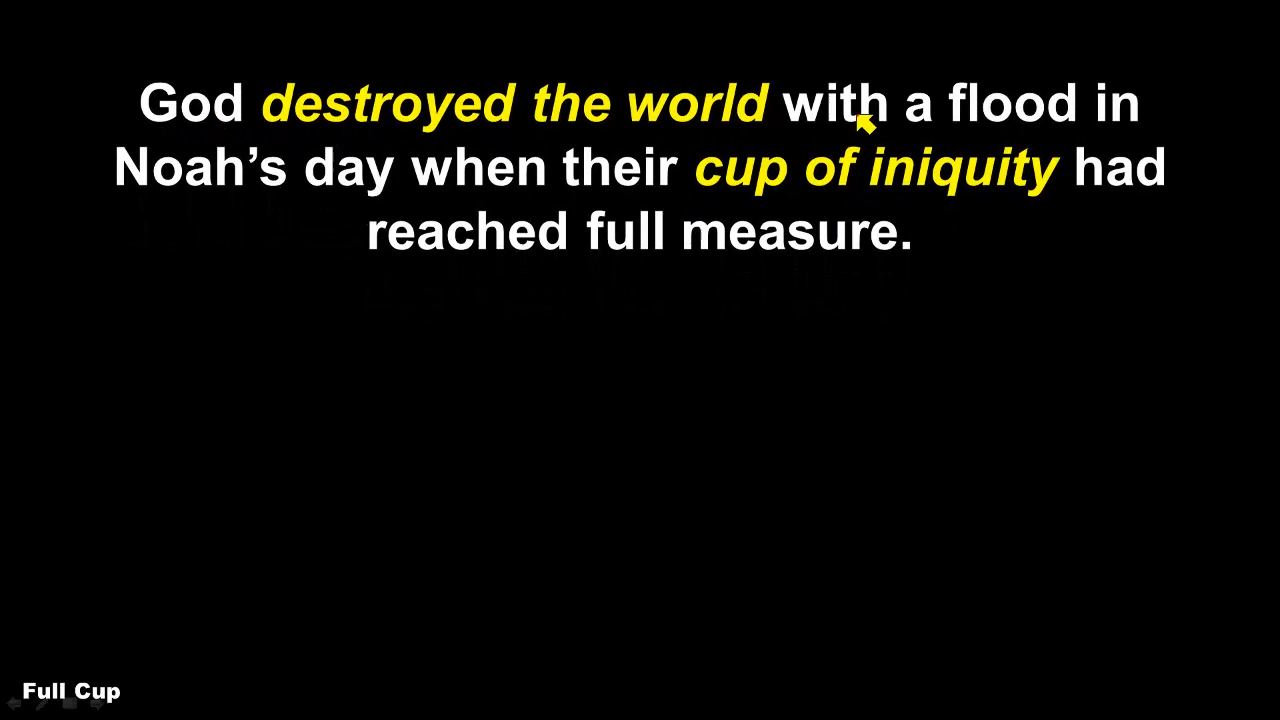 God destroyed the world with a flood in
Noah’s day when their cup of iniquity had
reached full measure.
Full Cup